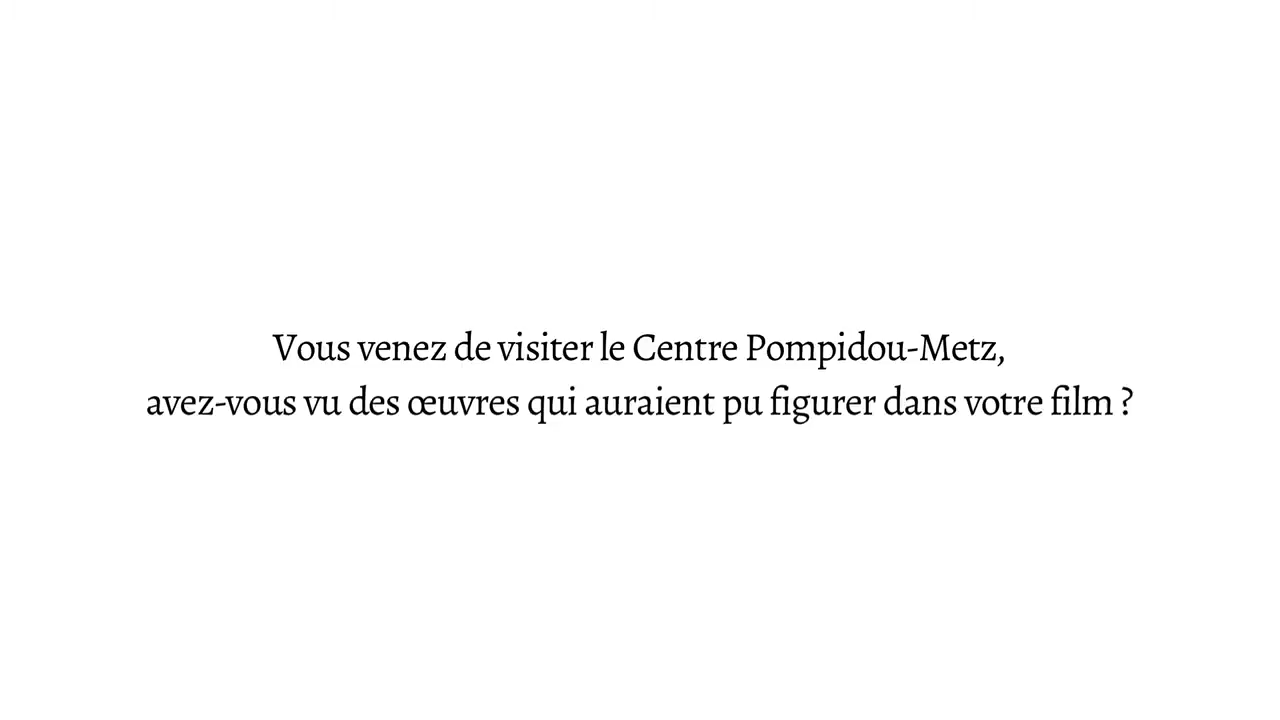 Vous venez de visiter le Centre Pompidou-Metz,
avez-vous vu des œuvres qui auraient pu figurer dans votre film ?